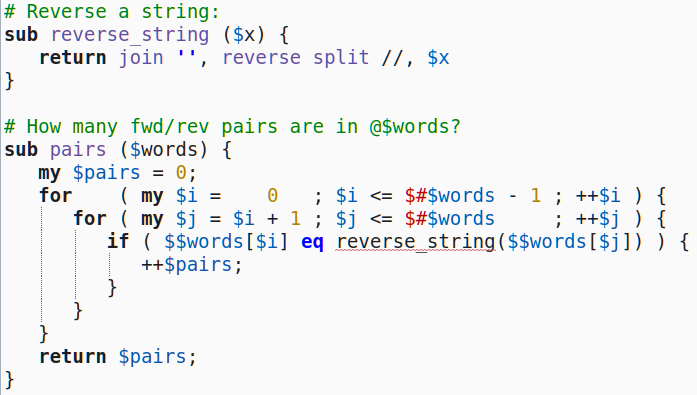 # Reverse a string:
sub reverse_string ($x) {
   return join '', reverse split //, $x
}

# How many fwd/rev pairs are in @$words?
sub pairs ($words) {
   my $pairs = 0;
   for    ( my $i =    0   ; $i <= $#$words - 1 ; ++$i ) {
      for ( my $j = $i + 1 ; $j <= $#$words     ; ++$j ) {
         if ( $$words[$i] eq reverse_string($$words[$j]) ) {
            ++$pairs;
         }
      }
   }
   return $pairs;
}